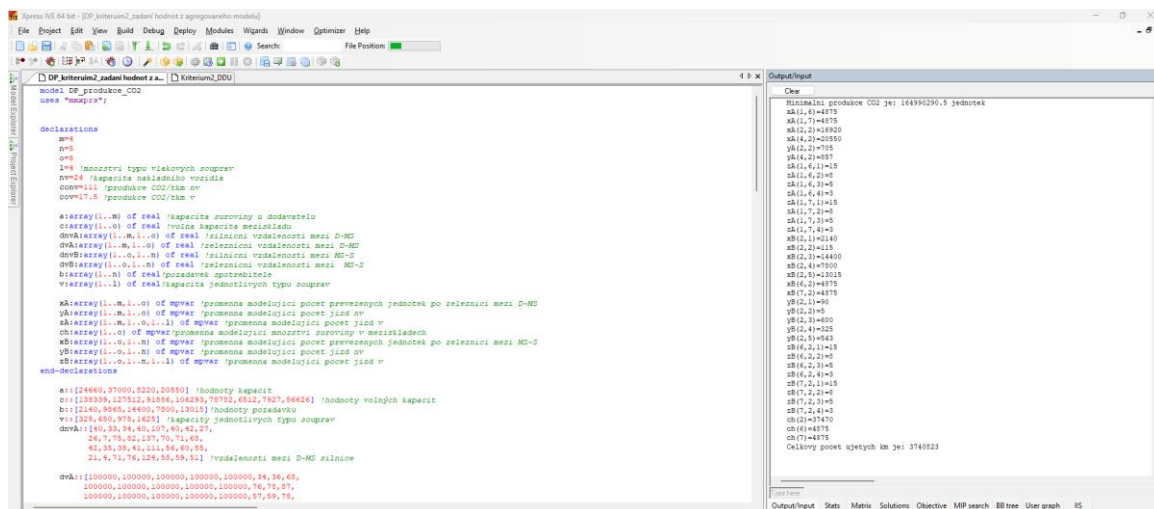 Xpress IVE 64 bit - [DP_kriteruim2_zadani hodnot z agregovaneho modelu]
File Project Edit View Build Debug Deploy Modules Wizards Window Optimizer Help
Search:
File Position:
DP_kriteruim2_zadani hodnot z a...
Kriterium2_DDU
Model Explorer
Project Explorer
model DP_produkce_CO2
uses "mmxprs";
declarations
m=4
n=5
o=8
l=4 !mnozstvi typu vlakovych souprav
nv=24 !kapacita nakladniho vozidla
conv=111 !produkce CO2/tkm nv
cov=17.5 !produkce CO2/tkm v
a:array(1..m) of real !kapacita suroviny u dodavatelu
c:array(1..o) of real !volna kapacita meziskladu
dnvA:array(1..m,1..o) of real !silnicni vzdalenosti mezi D-MS
dvA:array(1..m,1..o) of real !zeleznicni vzdalenosti mezi D-MS
dnvB:array(1..o,1..n) of real !silnicni vzdalenosti mezi MS-S
dvB:array(1..o,1..n) of real !zeleznicni vzdalenosti mezi MS-S
b:array(1..n) of real!pozadavek spotrebitele
v:array(1..l) of real!kapacita jednotlivych typu souprav
xA:array(1..m,1..o) of mpvar !promenna modelujici pocet prevezenych jednotek po zeleznici mezi D-MS
yA:array(1..m,1..o) of mpvar !promenna modelujici pocet jizd nv
zA:array(1..m,1..o,1..l) of mpvar !promenna modelujici pocet jizd v
ch:array(1..o) of mpvar!promenna modelujici mnozstvi suroviny v meziskladech
xB:array(1..o,1..n) of mpvar !promenna modelujici pocet prevezenych jednotek po zeleznici mezi MS-S
yB:array(1..o,1..n) of mpvar !promenna modelujici pocet jizd nv
zB:array(1..o,1..n,1..l) of mpvar !promenna modelujici pocet jizd v
end-declarations
a::[24660,37000,8220,20550] !hodnoty kapacit
c::[138339,127512,91886,106293,78782,6512,7927,56626] !hodnoty volných kapacit
b::[2140,9865,14400,7800,13015]!hodnoty pozadavku
v::[325,650,975,1625] !kapacity jednotlivych typu souprav
dnvA::[40,33,34,40,107,40,42,27,
26,7,75,82,137,70,71,68,
42,35,38,41,111,56,60,55,
21,4,71,76,124,58,59,51] !vzdalenosti mezi D-MS silnice
dvA::[100000,100000,100000,100000,100000,34,36,68,
100000,100000,100000,100000,100000,76,78,87,
100000,100000,100000,100000,100000,57,59,78,
Output/Input
Clear
Minimalni produkce CO2 je: 164990290.5 jednotek
xA(1,6)=4875
xA(1,7)=4875
xA(2,2)=16920
xA(4,2)=20550
yA(2,2)=705
yA(4,2)=857
zA(1,6,1)=15
zA(1,6,2)=8
zA(1,6,3)=5
zA(1,6,4)=3
zA(1,7,1)=15
zA(1,7,2)=8
zA(1,7,3)=5
zA(1,7,4)=3
xB(2,1)=2140
xB(2,2)=115
xB(2,3)=14400
xB(2,4)=7800
xB(2,5)=13015
xB(6,2)=4875
xB(7,2)=4875
yB(2,1)=90
yB(2,2)=5
yB(2,3)=600
yB(2,4)=325
yB(2,5)=543
zB(6,2,1)=15
zB(6,2,2)=8
zB(6,2,3)=5
zB(6,2,4)=3
zB(7,2,1)=15
zB(7,2,2)=8
zB(7,2,3)=5
zB(7,2,4)=3
ch(2)=37470
ch(6)=4875
ch(7)=4875
Celkovy pocet ujetych km je: 3740823
Type here
Output/Input Stats Matrix Solutions Objective MIP search BB tree User graph IIS